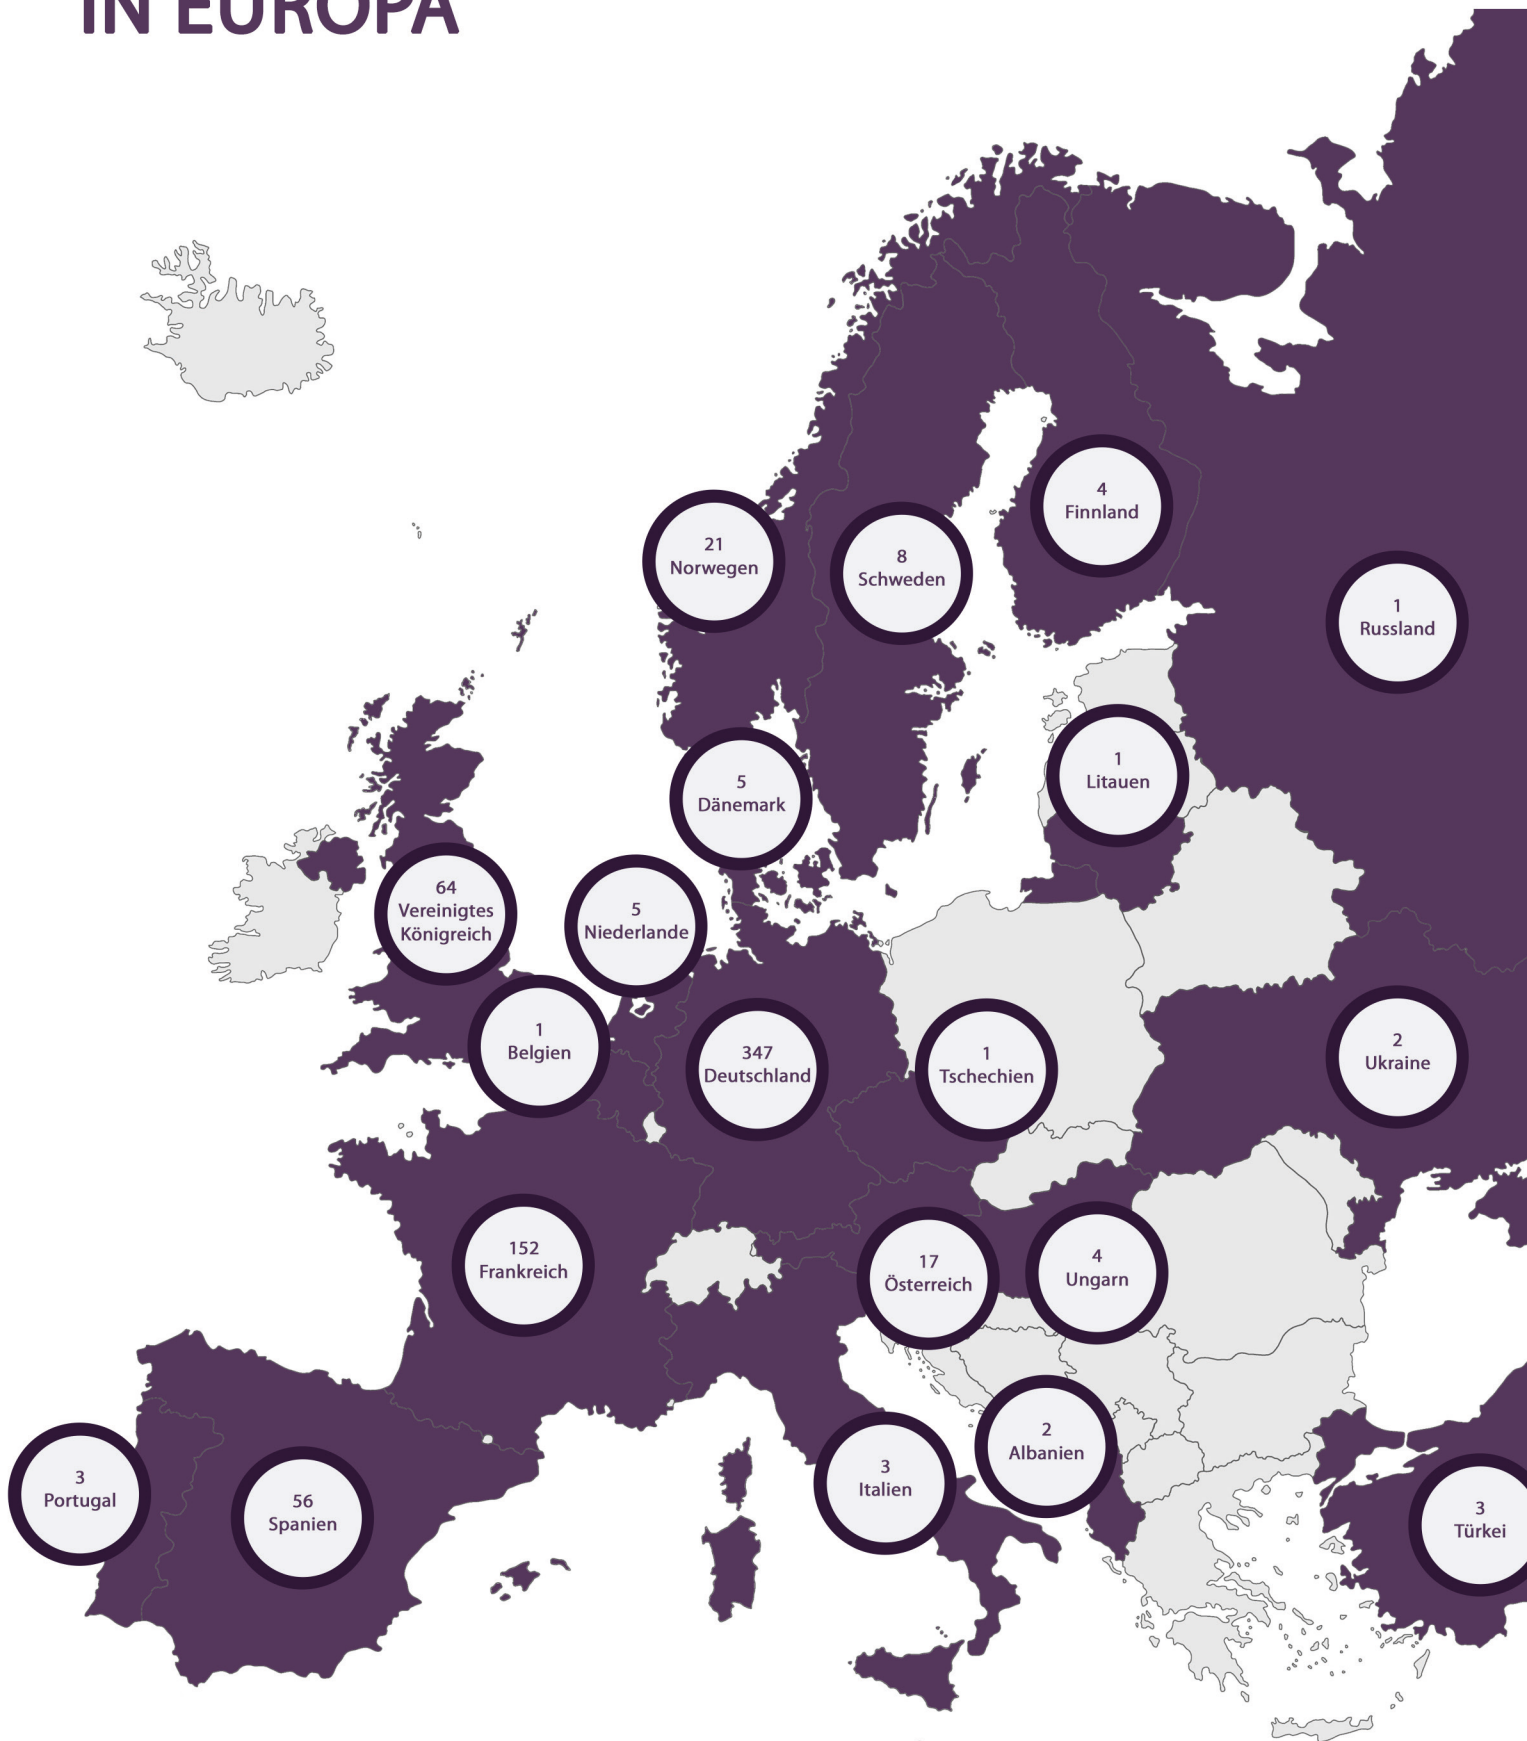 IN EUROPA
4
Finnland
21
Norwegen
8
Schweden
1
Russland
1
Litauen
5
Dänemark
64
Vereinigtes
Königreich
5
Niederlande
1
Belgien
347
Deutschland
1
Tschechien
2
Ukraine
152
Frankreich
17
Österreich
4
Ungarn
2
Albanien
3
Italien
3
Portugal
56
Spanien
3
Türkei